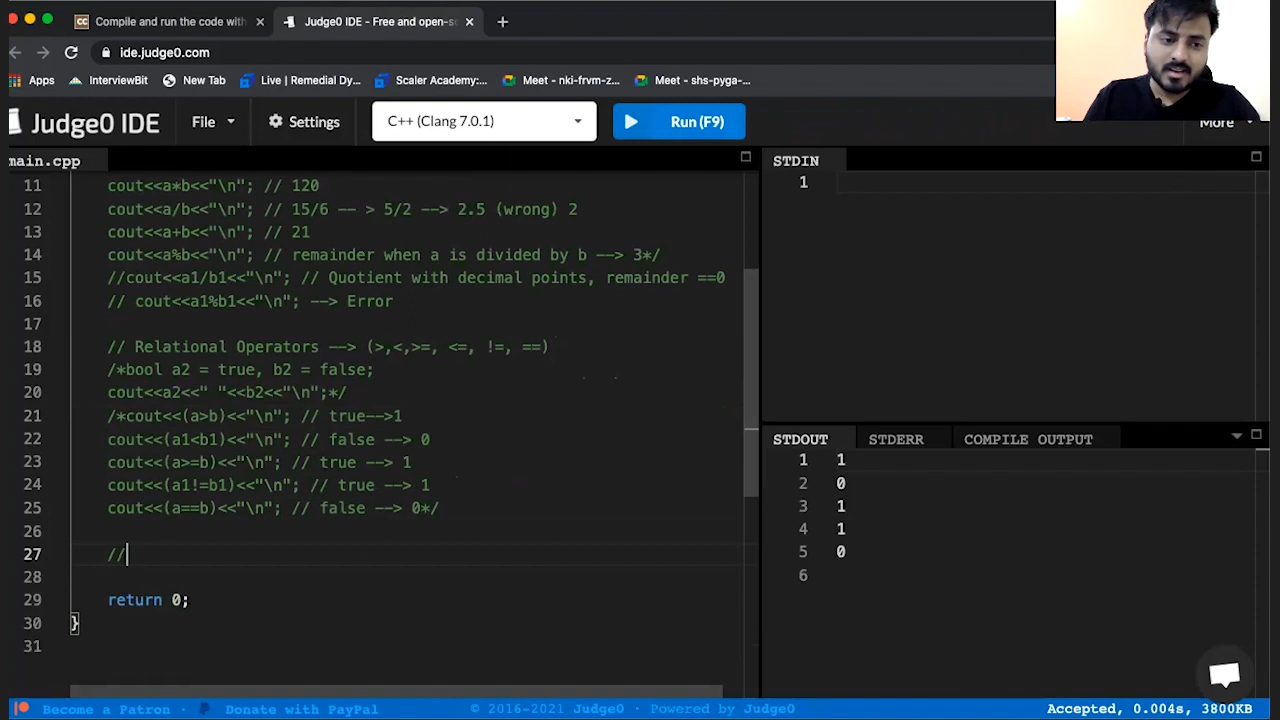 Compile and run the code with
Judge0 IDE - Free and open-so
ide.judge0.com
Apps InterviewBit New Tab Live | Remedial Dy... Scaler Academy:... Meet - nki-frvm-z... Meet - shs-pyga-...
Judge0 IDE File Settings C++ (Clang 7.0.1) Run (F9) More
main.cpp
11 cout<<a*b<<"\n"; // 120
12 cout<<a/b<<"\n"; // 15/6 -- > 5/2 --> 2.5 (wrong) 2
13 cout<<a+b<<"\n"; // 21
14 cout<<a%b<<"\n"; // remainder when a is divided by b --> 3*/
15 //cout<<a1/b1<<"\n"; // Quotient with decimal points, remainder ==0
16 // cout<<a1%b1<<"\n"; --> Error
17
18 // Relational Operators --> (>,<,>=, <=, !=, ==)
19 /*bool a2 = true, b2 = false;
20 cout<<a2<<" "<<b2<<"\n";*/
21 /*cout<<(a>b)<<"\n"; // true-->1
22 cout<<(a1<b1)<<"\n"; // false --> 0
23 cout<<(a>=b)<<"\n"; // true --> 1
24 cout<<(a1!=b1)<<"\n"; // true --> 1
25 cout<<(a==b)<<"\n"; // false --> 0*/
26
27 //
28
29 return 0;
30 }
31
STDIN
1
STDOUT STDERR COMPILE OUTPUT
1 1
2 0
3 1
4 1
5 0
6
Become a Patron · Donate with PayPal © 2016-2021 Judge0 · Powered by Judge0 Accepted, 0.004s, 3800KB